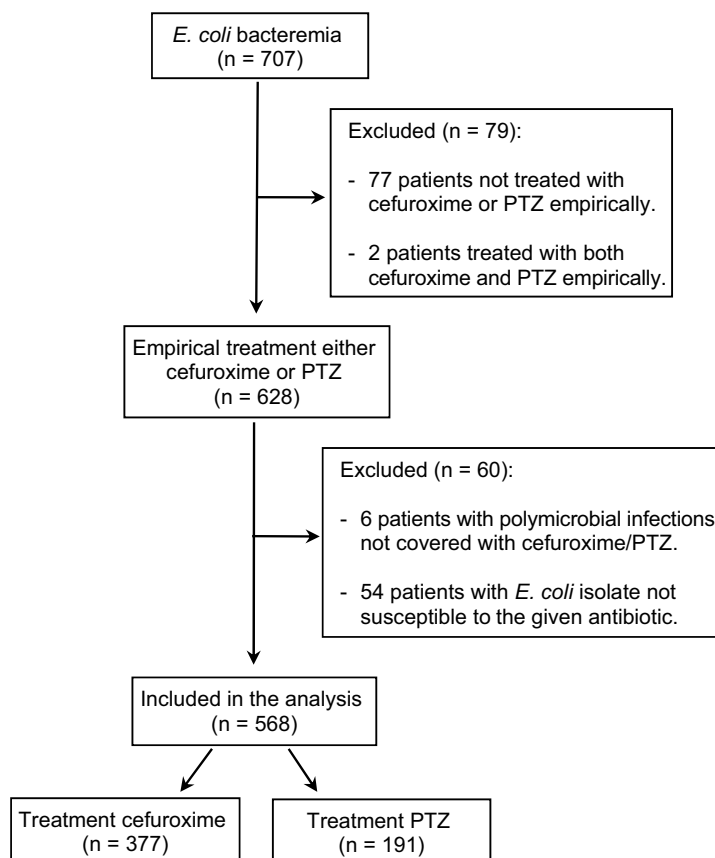 E. coli bacteremia
(n = 707)
Excluded (n = 79):
- 77 patients not treated with
cefuroxime or PTZ empirically.
- 2 patients treated with both
cefuroxime and PTZ empirically.
Empirical treatment either
cefuroxime or PTZ
(n = 628)
Excluded (n = 60):
- 6 patients with polymicrobial infections
not covered with cefuroxime/PTZ.
- 54 patients with E. coli isolate not
susceptible to the given antibiotic.
Included in the analysis
(n = 568)
Treatment cefuroxime
(n = 377)
Treatment PTZ
(n = 191)